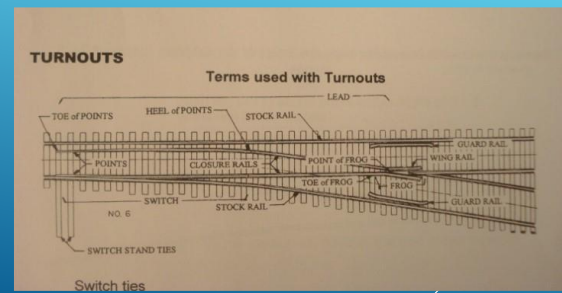 TURNOUTS
Terms used with Turnouts
LEAD
TOE of POINTS
HEEL of POINTS
STOCK RAIL
GUARD RAIL
POINTS
CLOSURE RAILS
POINT of FROG
WING RAIL
TOE of FROG
FROG
SWITCH
STOCK RAIL
GUARD RAIL
NO. 6
SWITCH STAND TIES
Switch ties